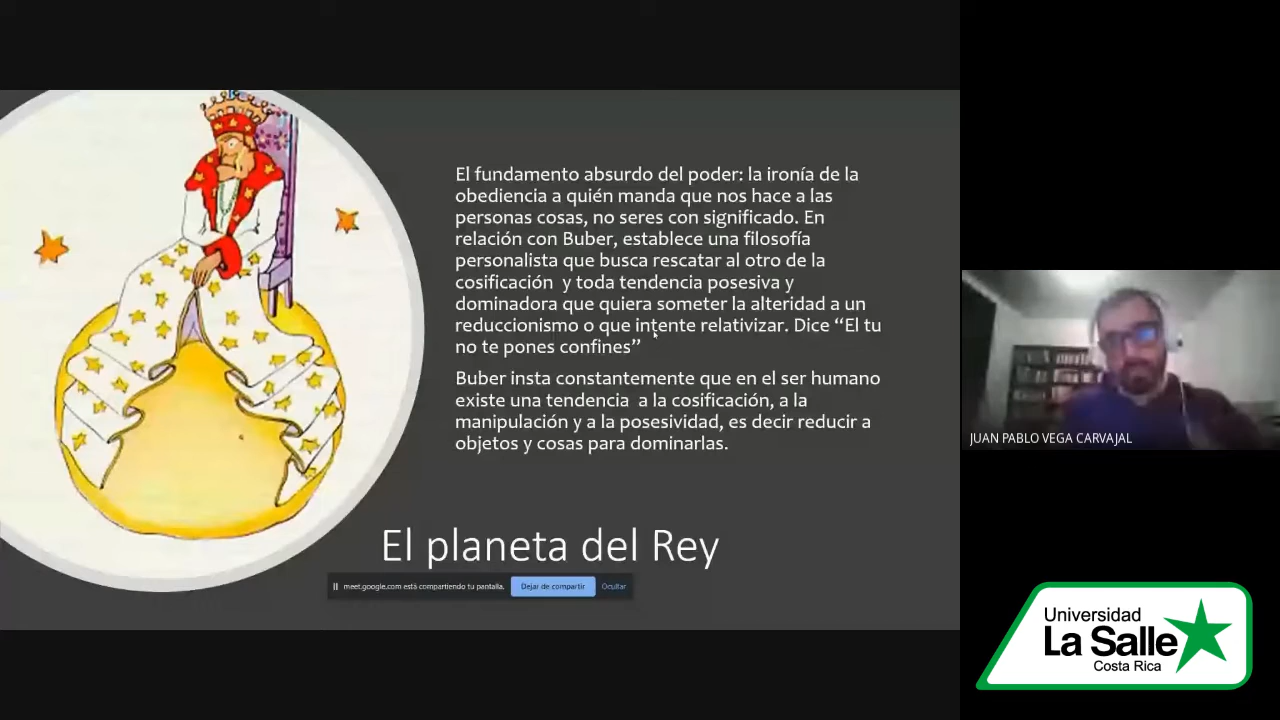 El fundamento absurdo del poder: la ironía de la
obediencia a quién manda que nos hace a las
personas cosas, no seres con significado. En
relación con Buber, establece una filosofía
personalista que busca rescatar al otro de la
cosificación  y toda tendencia posesiva y
dominadora que quiera someter la alteridad a un
reduccionismo o que intente relativizar. Dice “El tu
no te pones confines”
Buber insta constantemente que en el ser humano
existe una tendencia  a la cosificación, a la
manipulación y a la posesividad, es decir reducir a
objetos y cosas para dominarlas.
El planeta del Rey
meet.google.com está compartiendo tu pantalla.
Dejar de compartir
Ocultar
JUAN PABLO VEGA CARVAJAL
Universidad
La Salle
Costa Rica